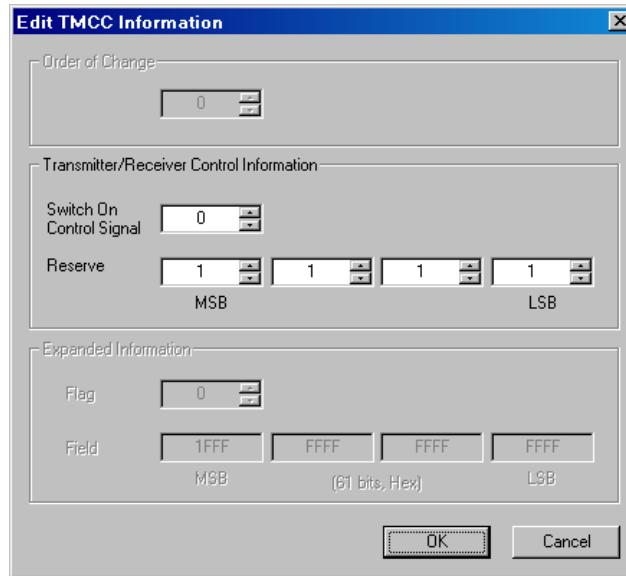 Edit TMCC Information
Order of Change
0
Transmitter/Receiver Control Information
Switch On
Control Signal
0
Reserve 1 1 1 1
MSB LSB
Expanded Information
Flag 0
Field 1FFF FFFF FFFF FFFF
MSB (61 bits, Hex) LSB
OK Cancel